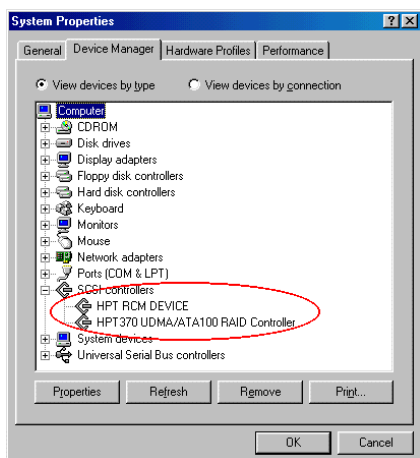 System Properties
General Device Manager Hardware Profiles Performance
View devices by type View devices by connection
Computer
CDROM
Disk drives
Display adapters
Floppy disk controllers
Hard disk controllers
Keyboard
Monitors
Mouse
Network adapters
Ports (COM & LPT)
SCSI controllers
HPT RCM DEVICE
HPT370 UDMA/ATA100 RAID Controller
System devices
Universal Serial Bus controllers
Properties Refresh Remove Print...
OK Cancel